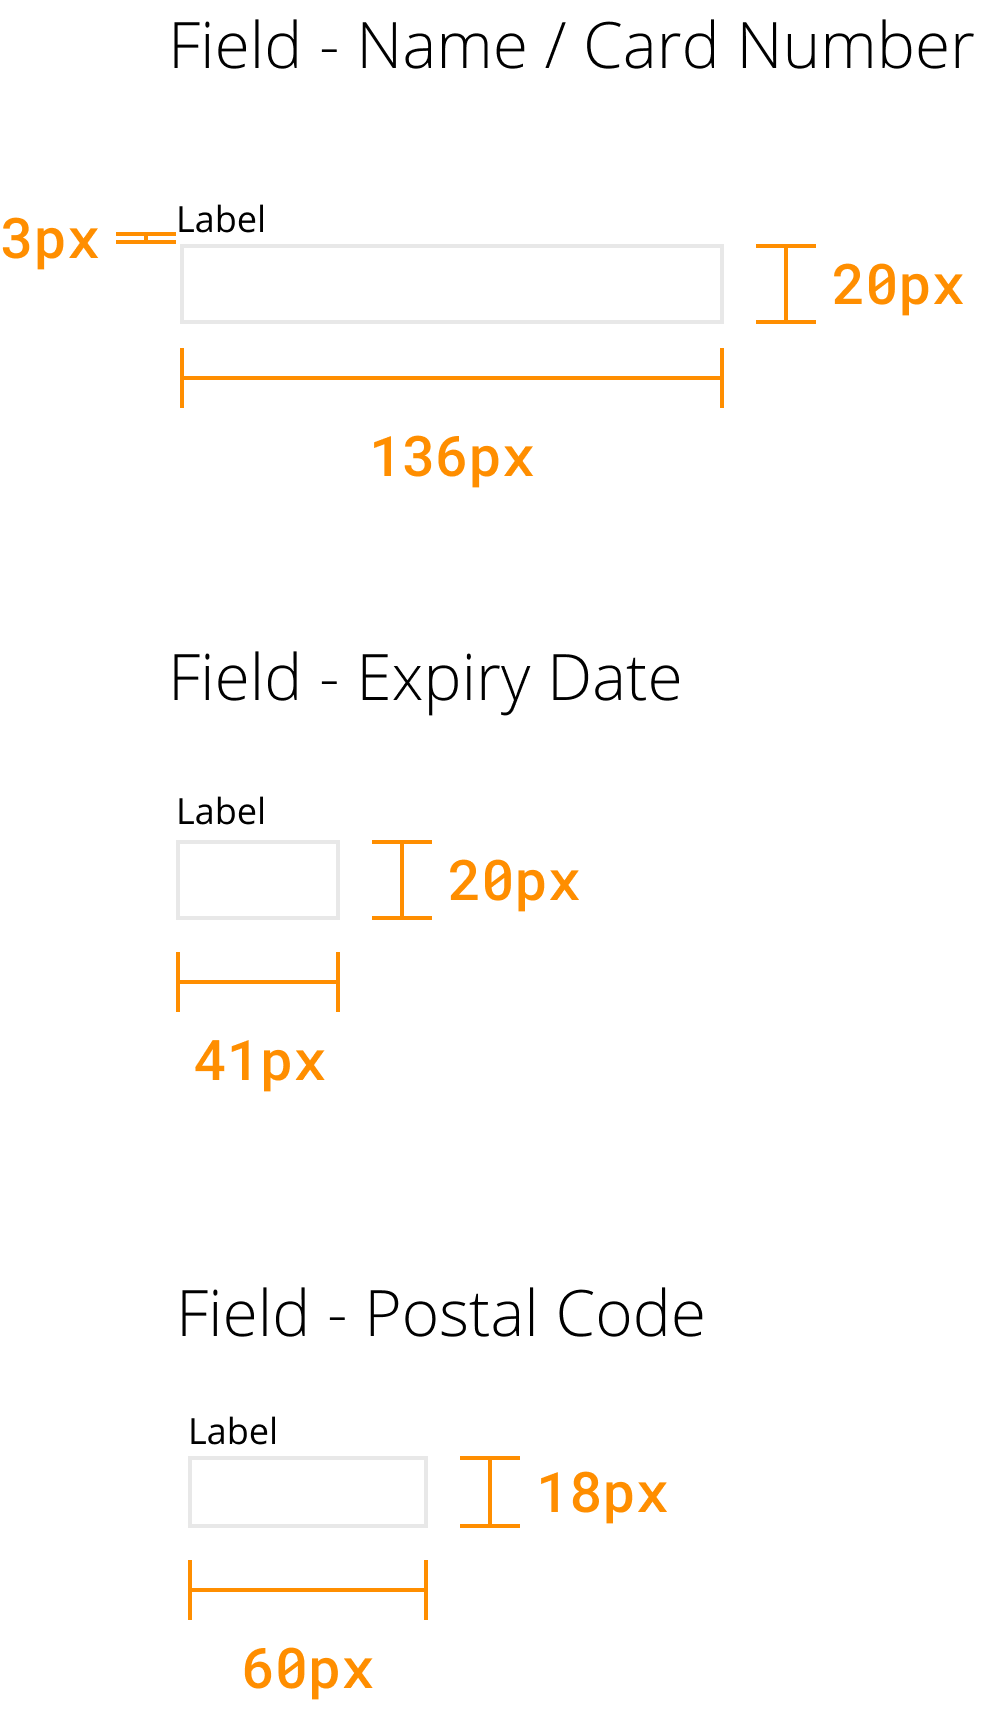 Field - Name / Card Number
Label
3px
20px
136px
Field - Expiry Date
Label
20px
41px
Field - Postal Code
Label
18px
60px